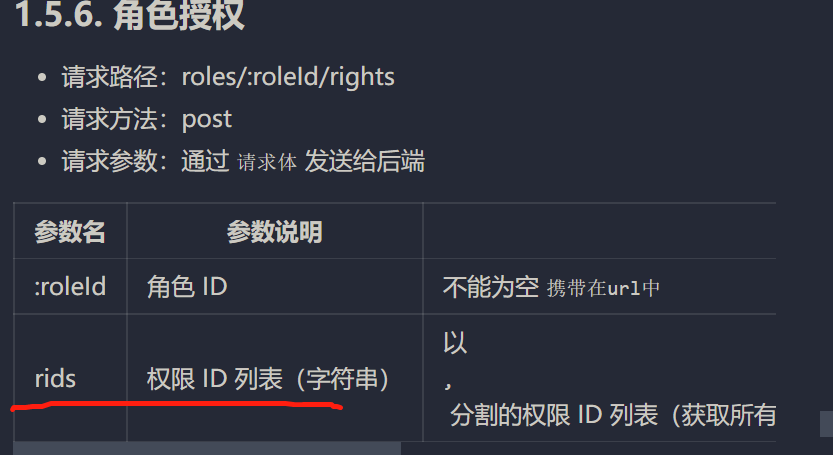 1.5.6. 角色授权
请求路径：roles/:roleId/rights
请求方法：post
请求参数：通过 请求体 发送给后端
参数名 参数说明
:roleId 角色 ID 不能为空 携带在url中
以
,
rids 权限 ID 列表（字符串）
分割的权限 ID 列表（获取所有